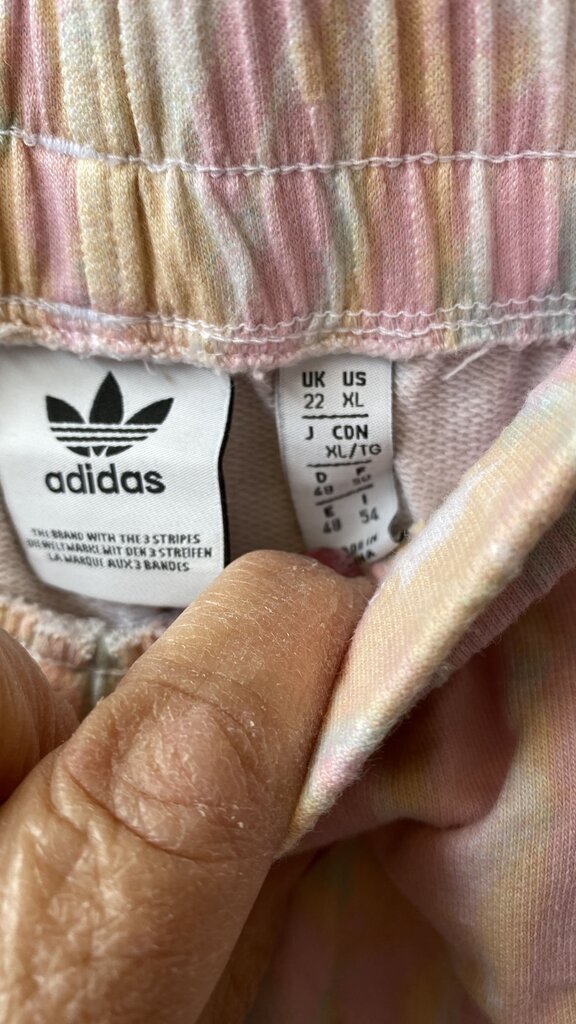 adidas
THE BRAND WITH THE 3 STRIPES
DIE WELTMARKE MIT DEN 3 STREIFEN
LA MARQUE AUX 3 BANDES
UK US
22 XL
J CDN
XL/TG
D F
48 50
E I
48 54